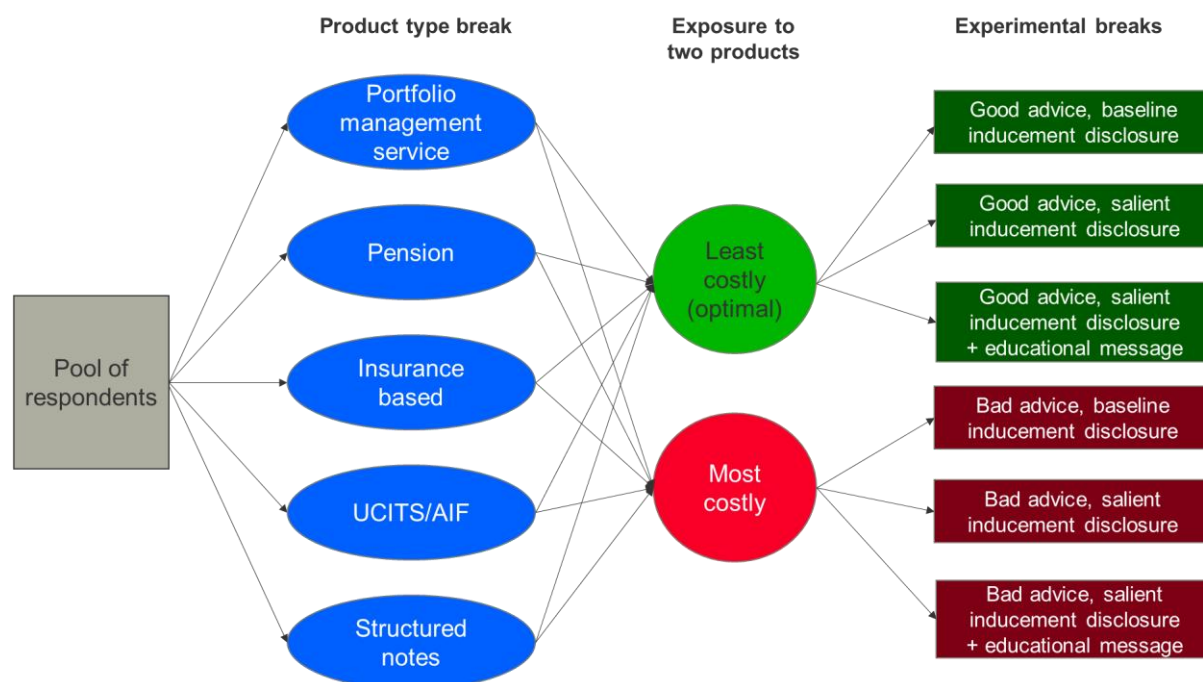 Product type break
Exposure to
two products
Experimental breaks
Pool of
respondents
Portfolio
management
service
Pension
Insurance
based
UCITS/AIF
Structured
notes
Least
costly
(optimal)
Most
costly
Good advice, baseline
inducement disclosure
Good advice, salient
inducement disclosure
Good advice, salient
inducement disclosure
+ educational message
Bad advice, baseline
inducement disclosure
Bad advice, salient
inducement disclosure
Bad advice, salient
inducement disclosure
+ educational message